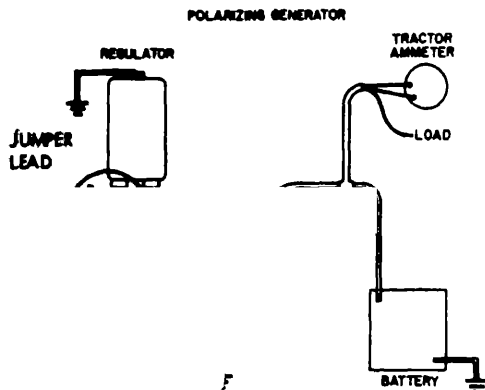 POLARIZING GENERATOR
REGULATOR
TRACTOR
AMMETER
JUMPER
LEAD
LOAD
BATTERY
F